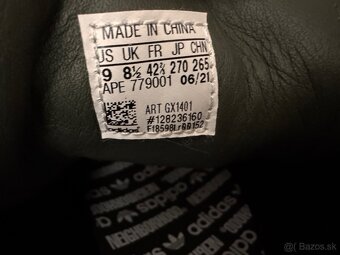 MADE IN CHINA
US UK FR JP CHN
9 8½ 42⅔ 270 265
APE 779001 06/21
ART GX1401
#128236160
adidas
NEIGHBORHOOD
adidas
Bazos.sk